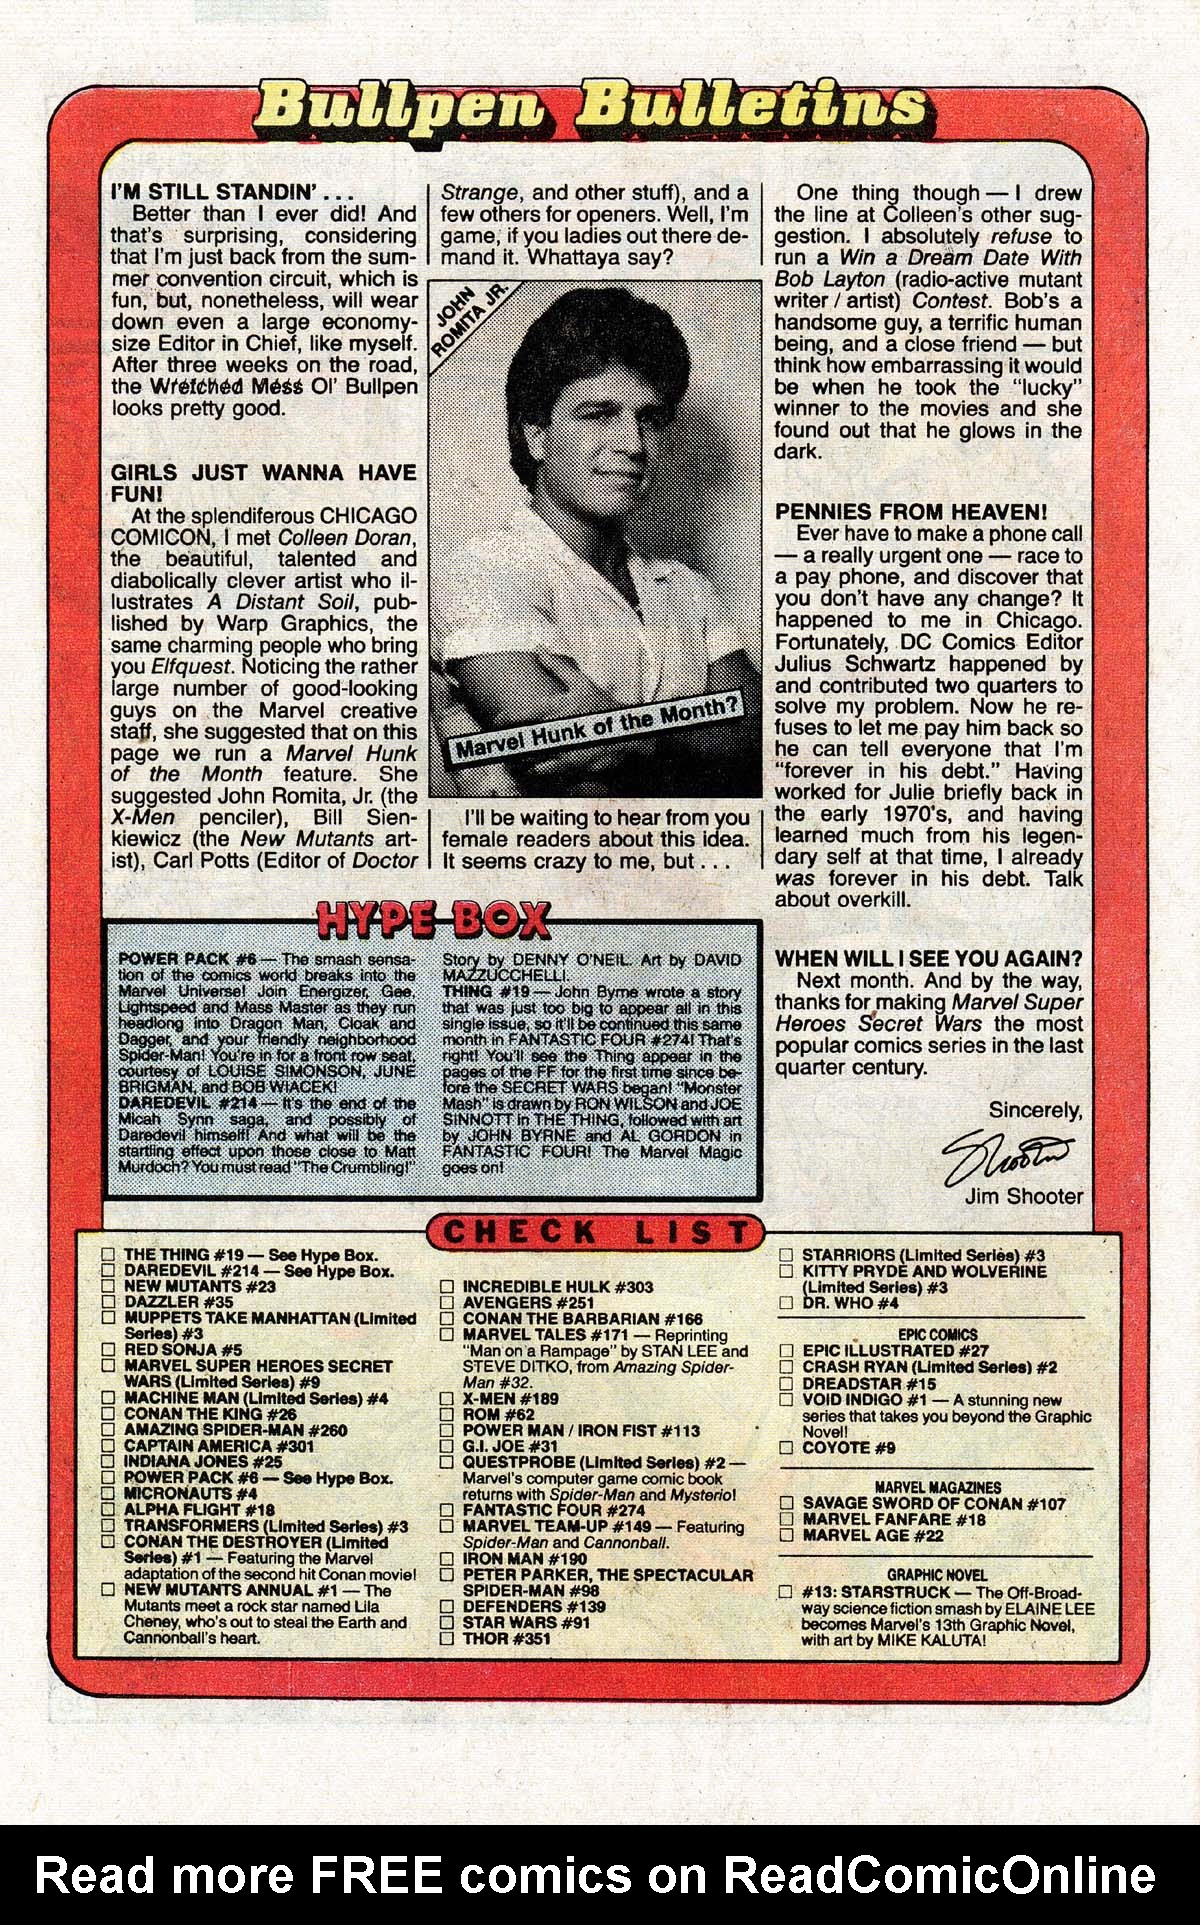 Bullpen Bulletins
I'M STILL STANDIN' . . .
Better than I ever did! And
that's surprising, considering
that I'm just back from the sum-
mer convention circuit, which is
fun, but, nonetheless, will wear
down even a large economy-
size Editor in Chief, like myself.
After three weeks on the road,
the Wretched Mess Ol' Bullpen
looks pretty good.
GIRLS JUST WANNA HAVE
FUN!
At the splendiferous CHICAGO
COMICON, I met Colleen Doran,
the beautiful, talented and
diabolically clever artist who il-
lustrates A Distant Soil, pub-
lished by Warp Graphics, the
same charming people who bring
you Elfquest. Noticing the rather
large number of good-looking
guys on the Marvel creative
staff, she suggested that on this
page we run a Marvel Hunk
of the Month feature. She
suggested John Romita, Jr. (the
X-Men penciler), Bill Sien-
kiewicz (the New Mutants art-
ist), Carl Potts (Editor of Doctor
Strange, and other stuff), and a
few others for openers. Well, I'm
game, if you ladies out there de-
mand it. Whattaya say?
JOHN
ROMITA JR.
Marvel Hunk of the Month?
I'll be waiting to hear from you
female readers about this idea.
It seems crazy to me, but . . .
One thing though — I drew
the line at Colleen's other sug-
gestion. I absolutely refuse to
run a Win a Dream Date With
Bob Layton (radio-active mutant
writer / artist) Contest. Bob's a
handsome guy, a terrific human
being, and a close friend — but
think how embarrassing it would
be when he took the "lucky"
winner to the movies and she
found out that he glows in the
dark.
PENNIES FROM HEAVEN!
Ever have to make a phone call
— a really urgent one — race to
a pay phone, and discover that
you don't have any change? It
happened to me in Chicago.
Fortunately, DC Comics Editor
Julius Schwartz happened by
and contributed two quarters to
solve my problem. Now he re-
fuses to let me pay him back so
he can tell everyone that I'm
"forever in his debt." Having
worked for Julie briefly back in
the early 1970's, and having
learned much from his legen-
dary self at that time, I already
was forever in his debt. Talk
about overkill.
WHEN WILL I SEE YOU AGAIN?
Next month. And by the way,
thanks for making Marvel Super
Heroes Secret Wars the most
popular comics series in the last
quarter century.
Sincerely,
Shooter
Jim Shooter
HYPE BOX
POWER PACK #6 — The smash sensa-
tion of the comics world breaks into the
Marvel Universe! Join Energizer, Gee,
Lightspeed and Mass Master as they run
headlong into Dragon Man, Cloak and
Dagger, and your friendly neighborhood
Spider-Man! You're in for a front row seat,
courtesy of LOUISE SIMONSON, JUNE
BRIGMAN, and BOB WIACEK!
DAREDEVIL #214 — It's the end of the
Micah Synn saga, and possibly of
Daredevil himself! And what will be the
startling effect upon those close to Matt
Murdoch? You must read "The Crumbling!"
Story by DENNY O'NEIL. Art by DAVID
MAZZUCCHELLI.
THING #19 — John Byrne wrote a story
that was just too big to appear all in this
single issue, so it'll be continued this same
month in FANTASTIC FOUR #274! That's
right! You'll see the Thing appear in the
pages of the FF for the first time since be-
fore the SECRET WARS began! "Monster
Mash" is drawn by RON WILSON and JOE
SINNOTT in THE THING, followed with art
by JOHN BYRNE and AL GORDON in
FANTASTIC FOUR! The Marvel Magic
goes on!
CHECK LIST
THE THING #19 — See Hype Box.
DAREDEVIL #214 — See Hype Box.
NEW MUTANTS #23
DAZZLER #35
MUPPETS TAKE MANHATTAN (Limited
Series) #3
RED SONJA #5
MARVEL SUPER HEROES SECRET
WARS (Limited Series) #9
MACHINE MAN (Limited Series) #4
CONAN THE KING #26
AMAZING SPIDER-MAN #260
CAPTAIN AMERICA #301
INDIANA JONES #25
POWER PACK #6 — See Hype Box.
MICRONAUTS #4
ALPHA FLIGHT #18
TRANSFORMERS (Limited Series) #3
CONAN THE DESTROYER (Limited
Series) #1 — Featuring the Marvel
adaptation of the second hit Conan movie!
NEW MUTANTS ANNUAL #1 — The
Mutants meet a rock star named Lila
Cheney, who's out to steal the Earth and
Cannonball's heart.
INCREDIBLE HULK #303
AVENGERS #251
CONAN THE BARBARIAN #166
MARVEL TALES #171 — Reprinting
"Man on a Rampage" by STAN LEE and
STEVE DITKO, from Amazing Spider-
Man #32.
X-MEN #189
ROM #62
POWER MAN / IRON FIST #113
G.I. JOE #31
QUESTPROBE (Limited Series) #2 —
Marvel's computer game comic book
returns with Spider-Man and Mysterio!
FANTASTIC FOUR #274
MARVEL TEAM-UP #149 — Featuring
Spider-Man and Cannonball.
IRON MAN #190
PETER PARKER, THE SPECTACULAR
SPIDER-MAN #98
DEFENDERS #139
STAR WARS #91
THOR #351
STARRIORS (Limited Series) #3
KITTY PRYDE AND WOLVERINE
(Limited Series) #3
DR. WHO #4
EPIC COMICS
EPIC ILLUSTRATED #27
CRASH RYAN (Limited Series) #2
DREADSTAR #15
VOID INDIGO #1 — A stunning new
series that takes you beyond the Graphic
Novel!
COYOTE #9
MARVEL MAGAZINES
SAVAGE SWORD OF CONAN #107
MARVEL FANFARE #18
MARVEL AGE #22
GRAPHIC NOVEL
#13: STARSTRUCK — The Off-Broad-
way science fiction smash by ELAINE LEE
becomes Marvel's 13th Graphic Novel,
with art by MIKE KALUTA!
Read more FREE comics on ReadComicOnline